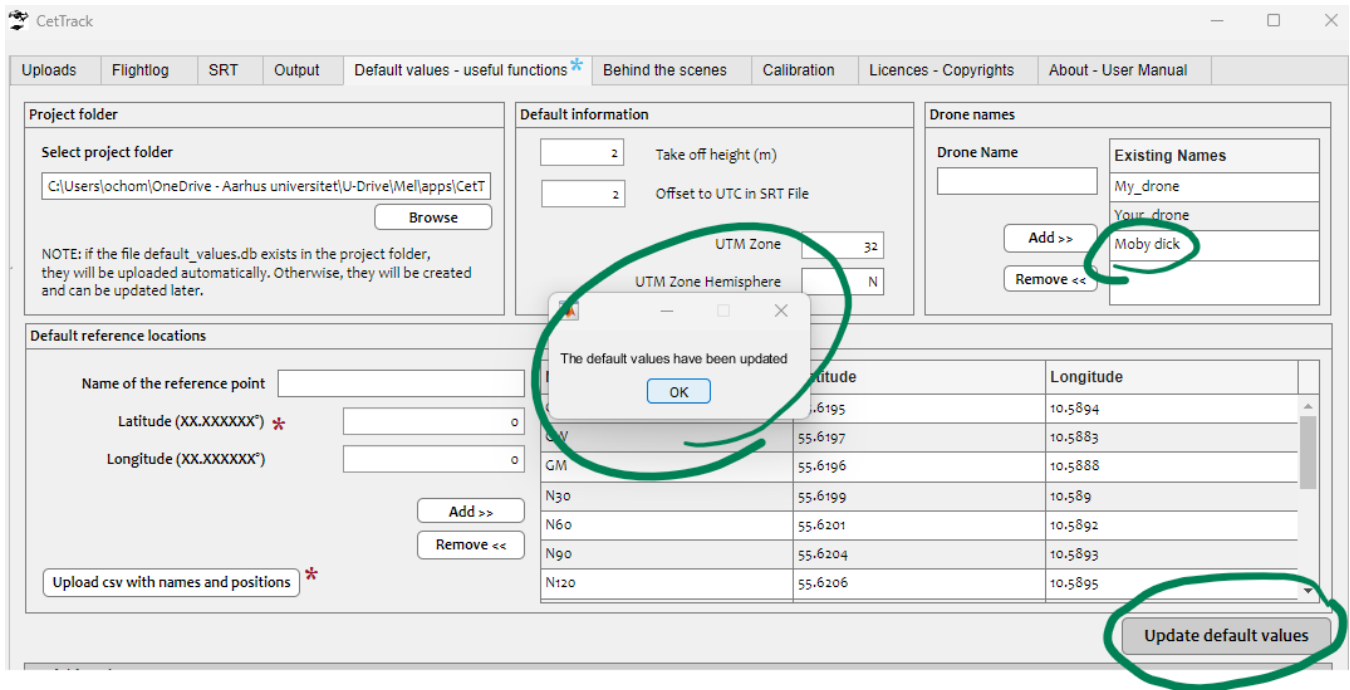 CetTrack
Uploads
Flightlog
SRT
Output
Default values - useful functions *
Behind the scenes
Calibration
Licences - Copyrights
About - User Manual
Project folder
Select project folder
C:\Users\ochom\OneDrive - Aarhus universitet\U-Drive\Mel\apps\CetT
Browse
NOTE: if the file default_values.db exists in the project folder,
they will be uploaded automatically. Otherwise, they will be created
and can be updated later.
Default information
2 Take off height (m)
2 Offset to UTC in SRT File
UTM Zone 32
UTM Zone Hemisphere N
Drone names
Drone Name
Add >>
Remove <<
Existing Names
My_drone
Your_drone
Moby dick
The default values have been updated
OK
Default reference locations
Name of the reference point
Latitude (XX.XXXXXX°) * 0
Longitude (XX.XXXXXX°) 0
Add >>
Remove <<
Upload csv with names and positions *
Longitude
10.5894
55.6197 10.5883
GM 55.6196 10.5888
N30 55.6199 10.589
N60 55.6201 10.5892
N90 55.6204 10.5893
N120 55.6206 10.5895
Update default values